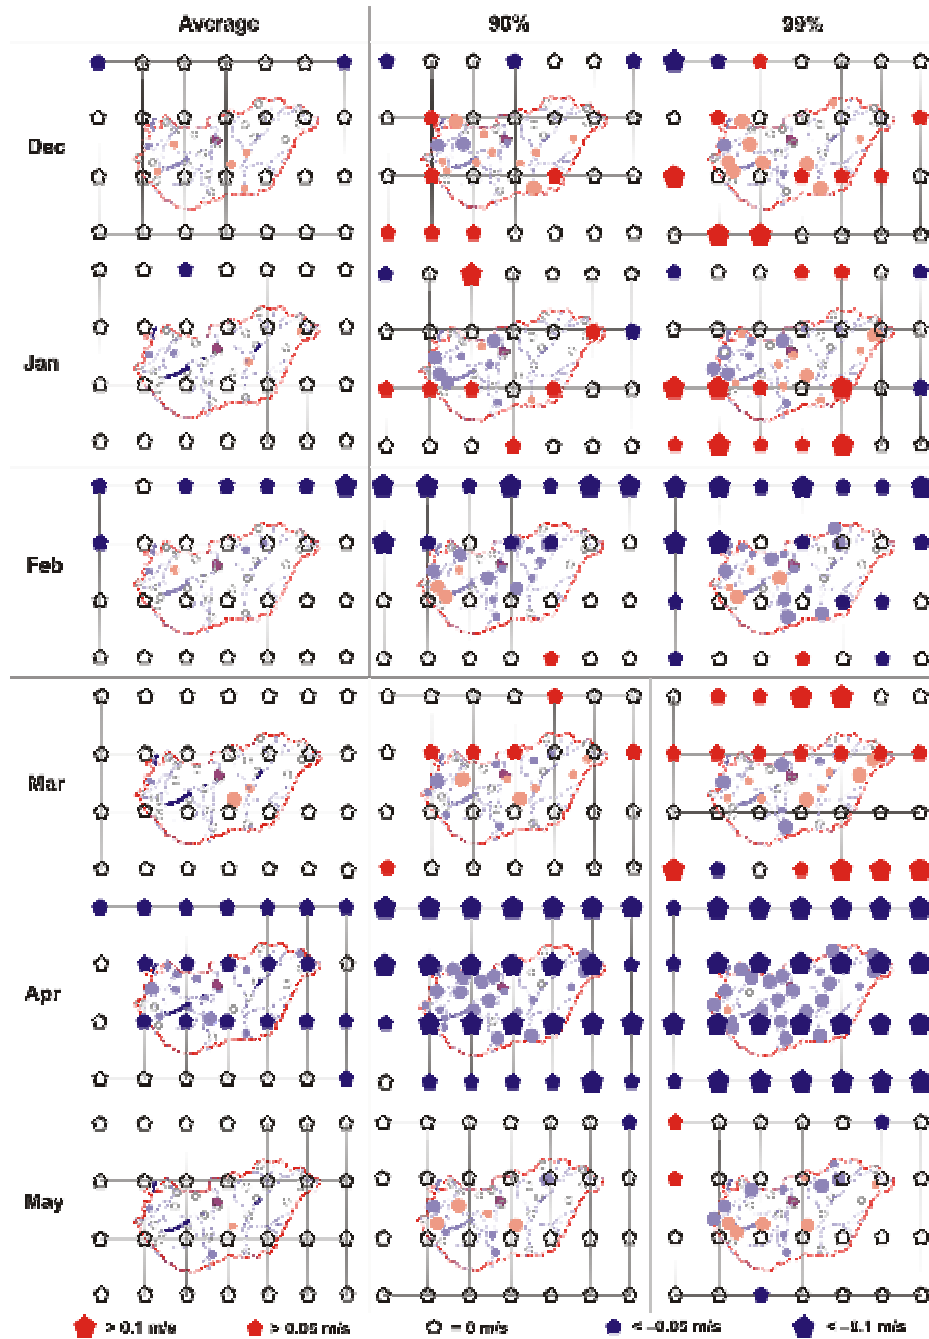 Average 90% 99%
Dec
Jan
Feb
Mar
Apr
May
> 0.1 m/s > 0.05 m/s = 0 m/s < −0.05 m/s < −0.1 m/s